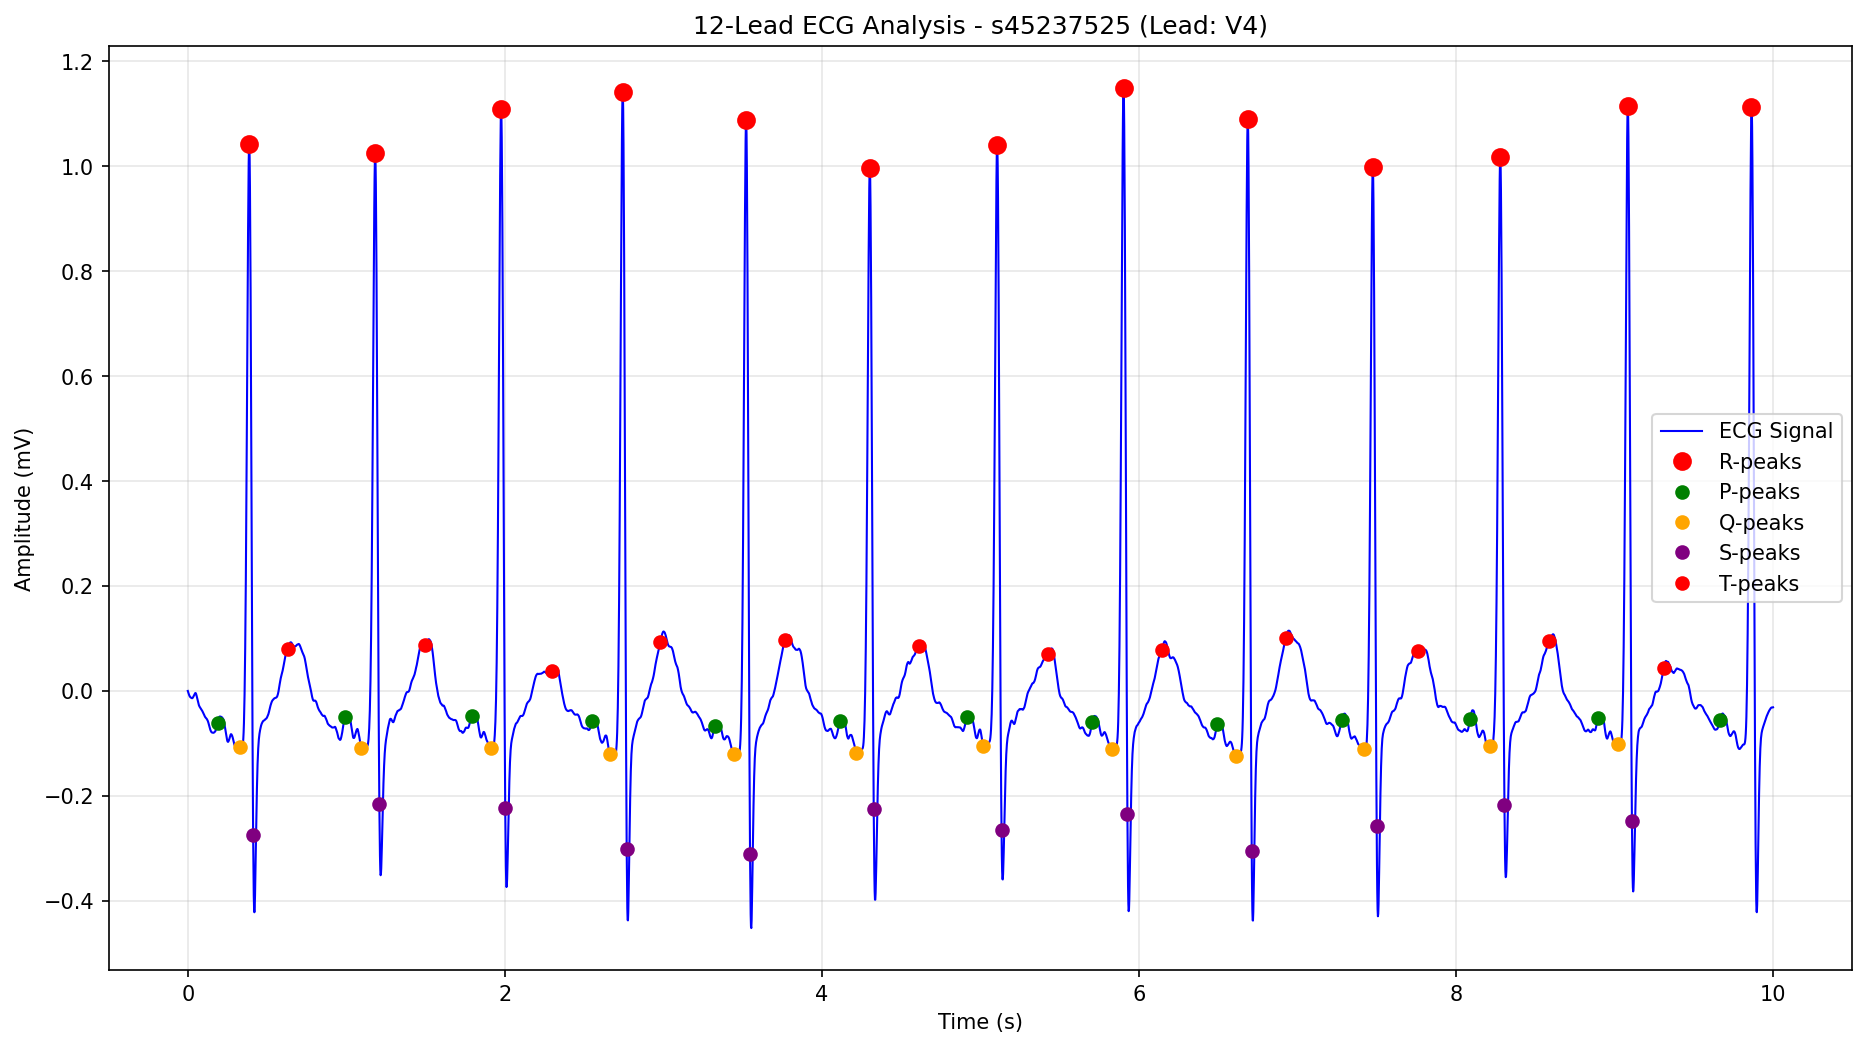 12-Lead ECG Analysis - s45237525 (Lead: V4)
Amplitude (mV)
1.2
1.0
0.8
0.6
0.4
0.2
0.0
−0.2
−0.4
ECG Signal
R-peaks
P-peaks
Q-peaks
S-peaks
T-peaks
0 2 4 6 8 10
Time (s)